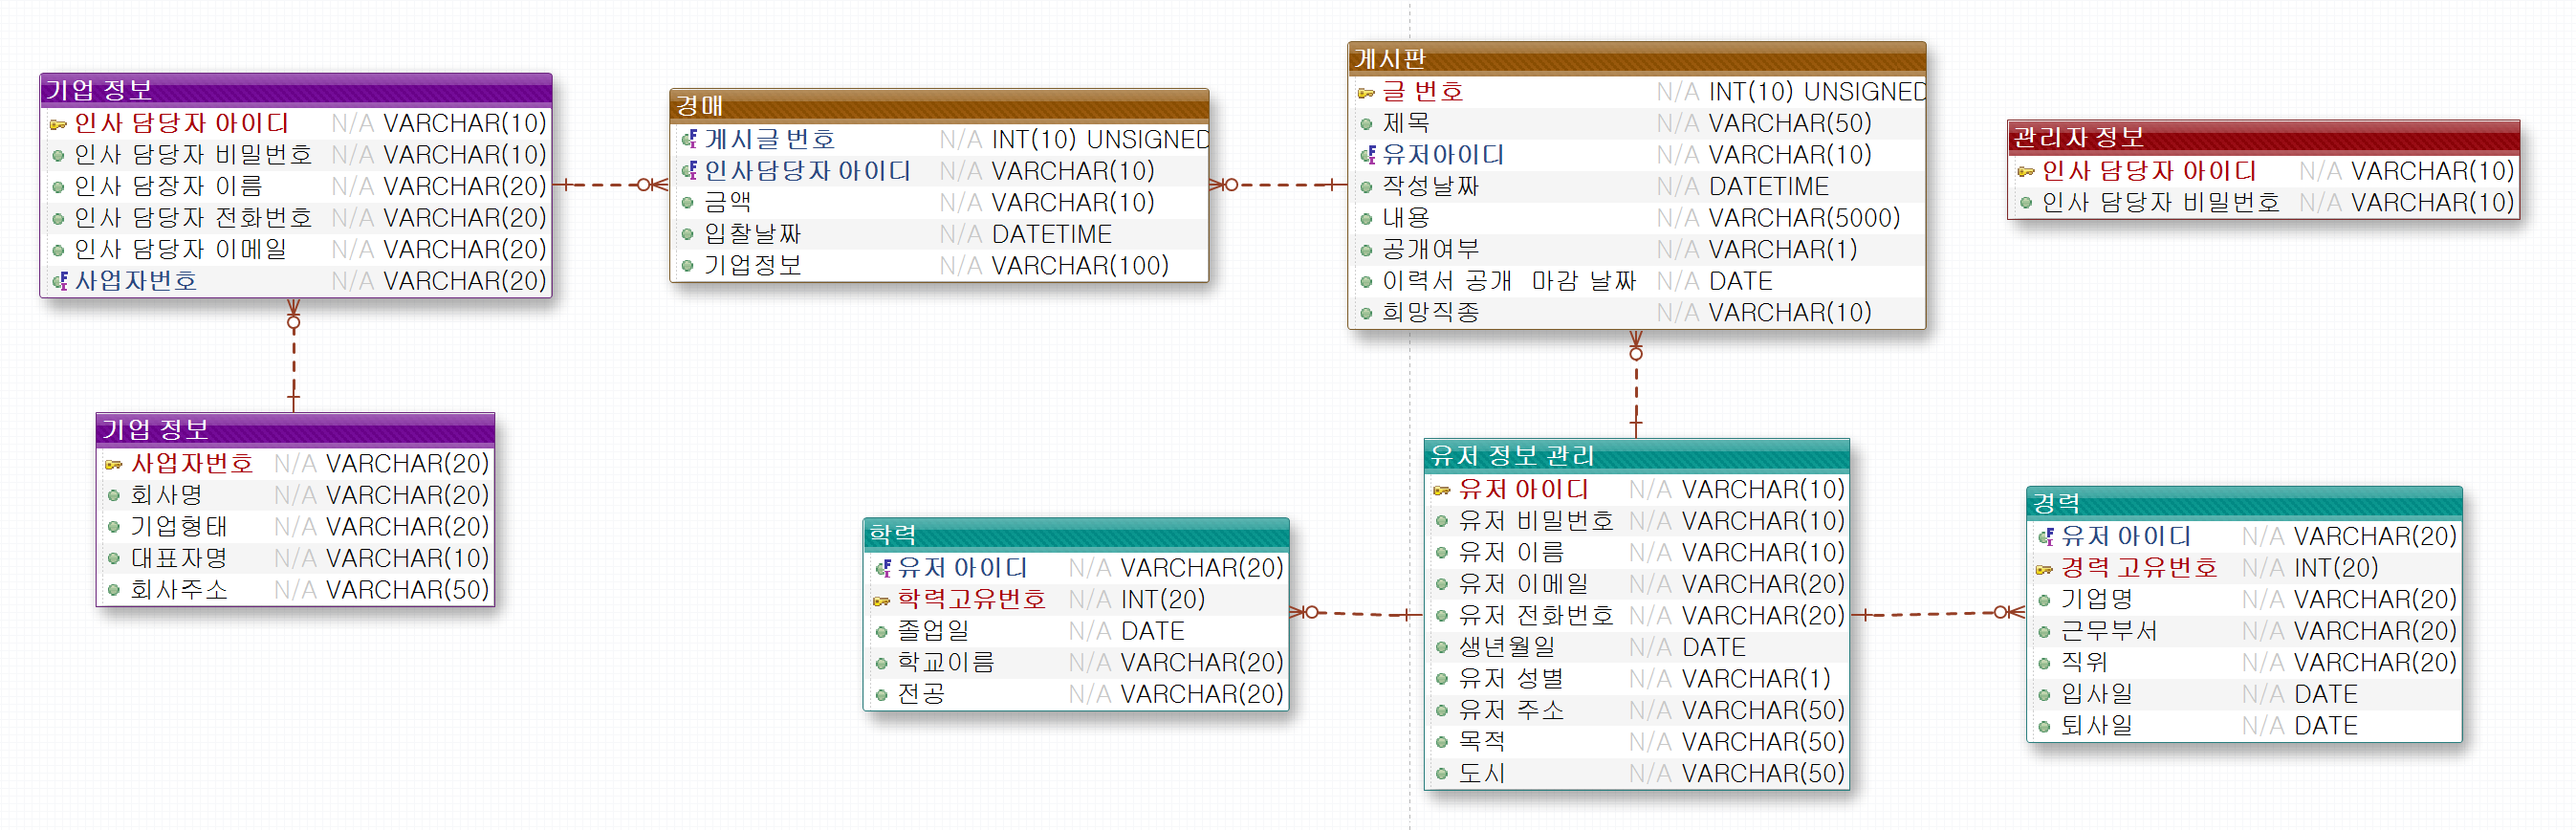 기업 정보
인사 담당자 아이디 N/A VARCHAR(10)
인사 담당자 비밀번호 N/A VARCHAR(10)
인사 담장자 이름 N/A VARCHAR(20)
인사 담당자 전화번호 N/A VARCHAR(20)
인사 담당자 이메일 N/A VARCHAR(20)
사업자번호 N/A VARCHAR(20)
기업 정보
사업자번호 N/A VARCHAR(20)
회사명 N/A VARCHAR(20)
기업형태 N/A VARCHAR(20)
대표자명 N/A VARCHAR(10)
회사주소 N/A VARCHAR(50)
경매
게시글 번호 N/A INT(10) UNSIGNED
인사담당자 아이디 N/A VARCHAR(10)
금액 N/A VARCHAR(10)
입찰날짜 N/A DATETIME
기업정보 N/A VARCHAR(100)
게시판
글 번호 N/A INT(10) UNSIGNED
제목 N/A VARCHAR(50)
유저아이디 N/A VARCHAR(10)
작성날짜 N/A DATETIME
내용 N/A VARCHAR(5000)
공개여부 N/A VARCHAR(1)
이력서 공개 마감 날짜 N/A DATE
희망직종 N/A VARCHAR(10)
관리자 정보
인사 담당자 아이디 N/A VARCHAR(10)
인사 담당자 비밀번호 N/A VARCHAR(10)
학력
유저 아이디 N/A VARCHAR(20)
학력고유번호 N/A INT(20)
졸업일 N/A DATE
학교이름 N/A VARCHAR(20)
전공 N/A VARCHAR(20)
유저 정보 관리
유저 아이디 N/A VARCHAR(10)
유저 비밀번호 N/A VARCHAR(10)
유저 이름 N/A VARCHAR(10)
유저 이메일 N/A VARCHAR(20)
유저 전화번호 N/A VARCHAR(20)
생년월일 N/A DATE
유저 성별 N/A VARCHAR(1)
유저 주소 N/A VARCHAR(50)
목적 N/A VARCHAR(50)
도시 N/A VARCHAR(50)
경력
유저 아이디 N/A VARCHAR(20)
경력 고유번호 N/A INT(20)
기업명 N/A VARCHAR(20)
근무부서 N/A VARCHAR(20)
직위 N/A VARCHAR(20)
입사일 N/A DATE
퇴사일 N/A DATE